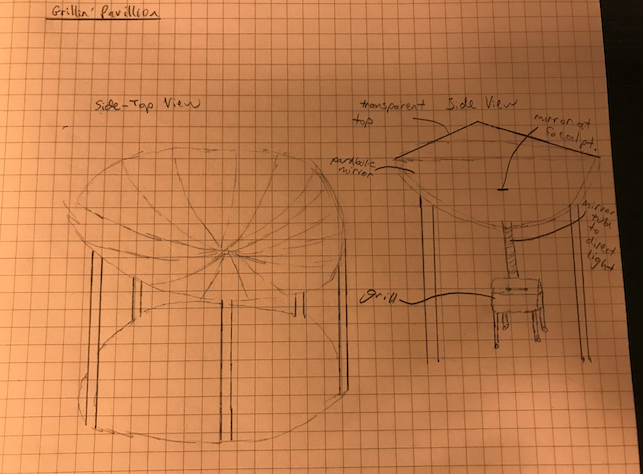 Grillin' Pavillion
Side-Top View
Side View
transparent
top
mirror at
focal pt.
parabolic
mirror
mirror
tube
to
direct
light
Grill